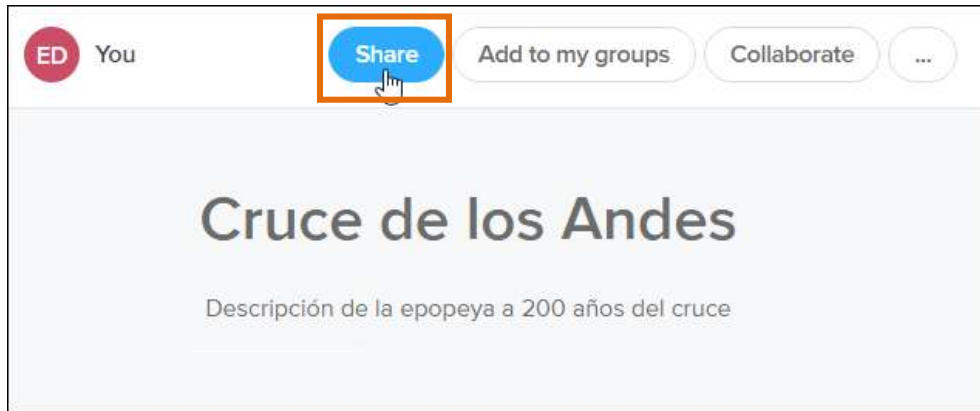 ED You Share Add to my groups Collaborate ...
Cruce de los Andes
Descripción de la epopeya a 200 años del cruce